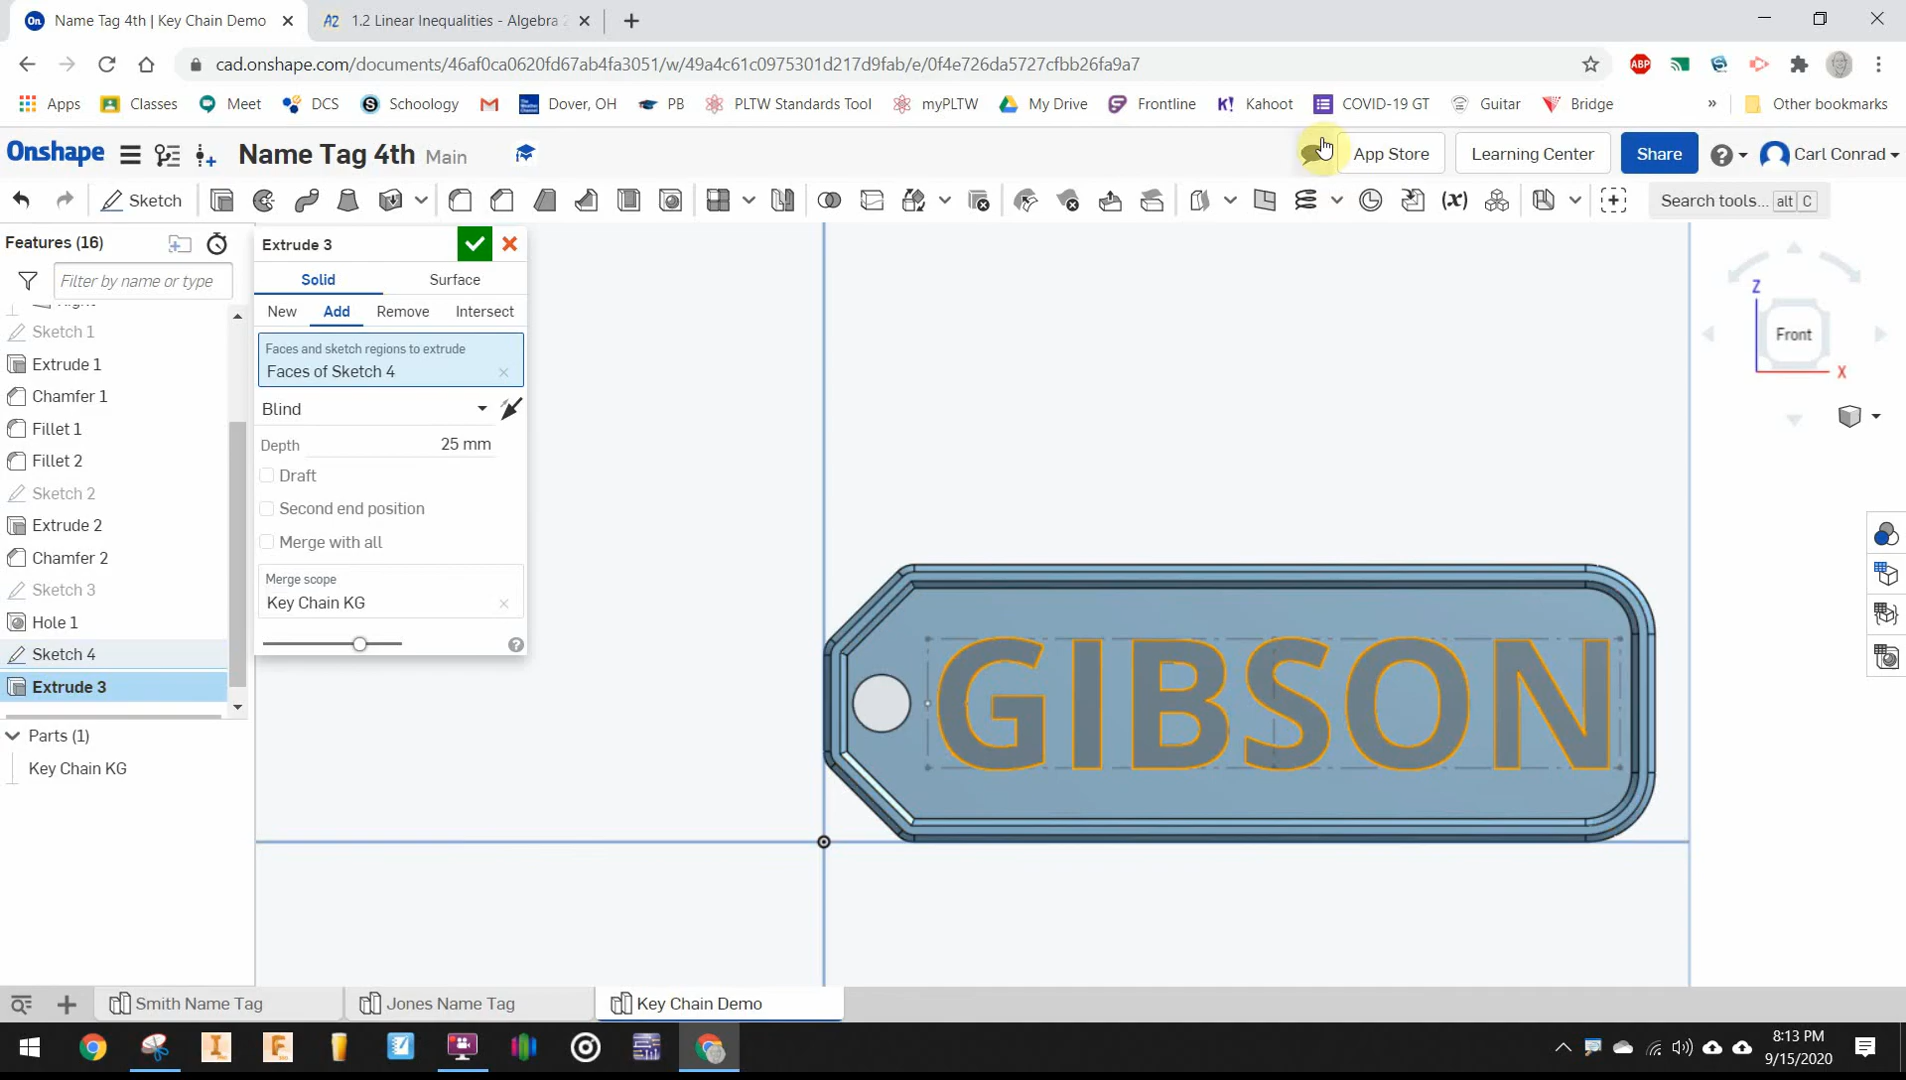 Name Tag 4th | Key Chain Demo
1.2 Linear Inequalities - Algebra
cad.onshape.com/documents/46af0ca0620fd67ab4fa3051/w/49a4c61c0975301d217d9fab/e/0f4e726da5727cfbb26fa9a7
Apps Classes Meet DCS Schoology Dover, OH PB PLTW Standards Tool myPLTW My Drive Frontline Kahoot COVID-19 GT Guitar Bridge » Other bookmarks
Onshape Name Tag 4th Main App Store Learning Center Share Carl Conrad
Sketch Search tools... alt C
Features (16)
Filter by name or type
Sketch 1
Extrude 1
Chamfer 1
Fillet 1
Fillet 2
Sketch 2
Extrude 2
Chamfer 2
Sketch 3
Hole 1
Sketch 4
Extrude 3
Parts (1)
Key Chain KG
Extrude 3
Solid Surface
New Add Remove Intersect
Faces and sketch regions to extrude
Faces of Sketch 4
Blind
Depth 25 mm
Draft
Second end position
Merge with all
Merge scope
Key Chain KG
GIBSON
Z
Front
X
Smith Name Tag Jones Name Tag Key Chain Demo
8:13 PM
9/15/2020